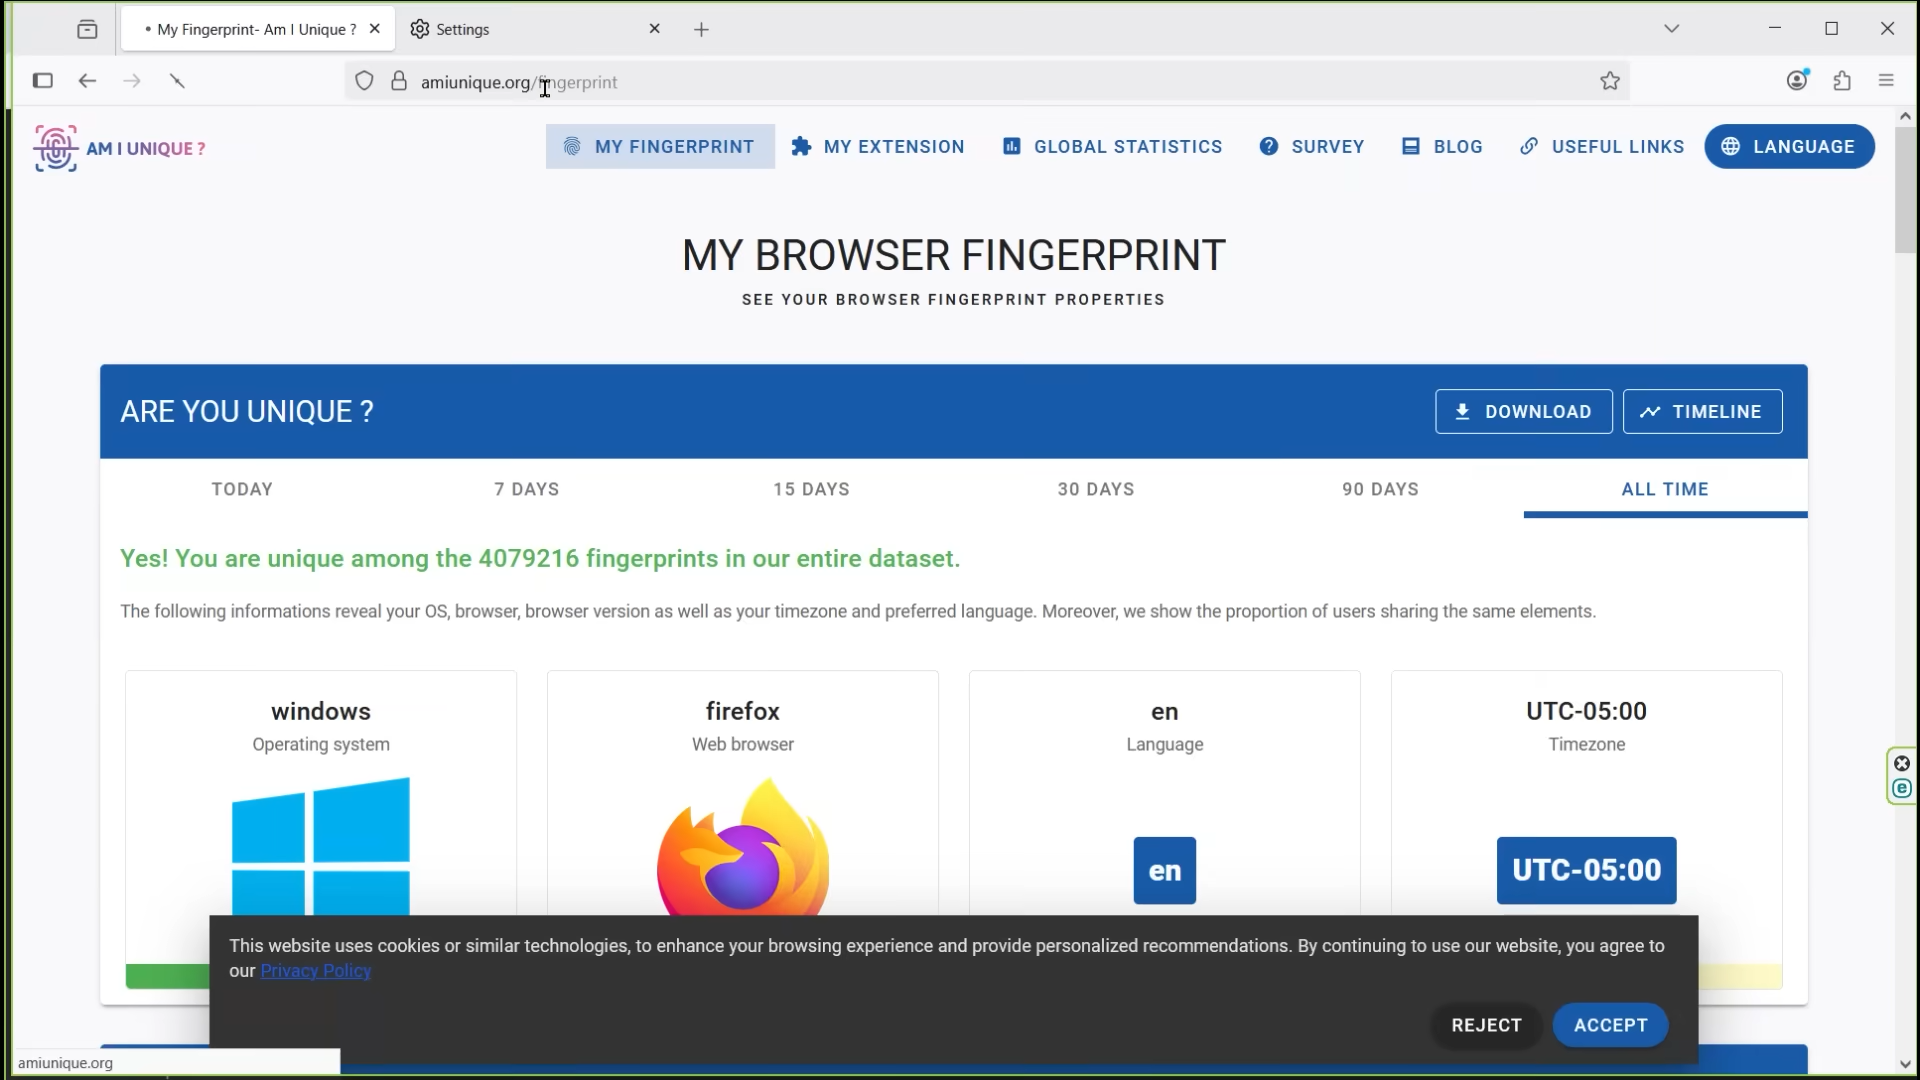 My Fingerprint- Am I Unique ?
Settings
amiunique.org/fingerprint
AM I UNIQUE ?
MY FINGERPRINT
MY EXTENSION
GLOBAL STATISTICS
SURVEY
BLOG
USEFUL LINKS
LANGUAGE
MY BROWSER FINGERPRINT
SEE YOUR BROWSER FINGERPRINT PROPERTIES
ARE YOU UNIQUE ?
DOWNLOAD
TIMELINE
TODAY
7 DAYS
15 DAYS
30 DAYS
90 DAYS
ALL TIME
Yes! You are unique among the 4079216 fingerprints in our entire dataset.
The following informations reveal your OS, browser, browser version as well as your timezone and preferred language. Moreover, we show the proportion of users sharing the same elements.
windows
Operating system
firefox
Web browser
en
Language
en
UTC-05:00
Timezone
UTC-05:00
This website uses cookies or similar technologies, to enhance your browsing experience and provide personalized recommendations. By continuing to use our website, you agree to
our Privacy Policy
REJECT
ACCEPT
amiunique.org